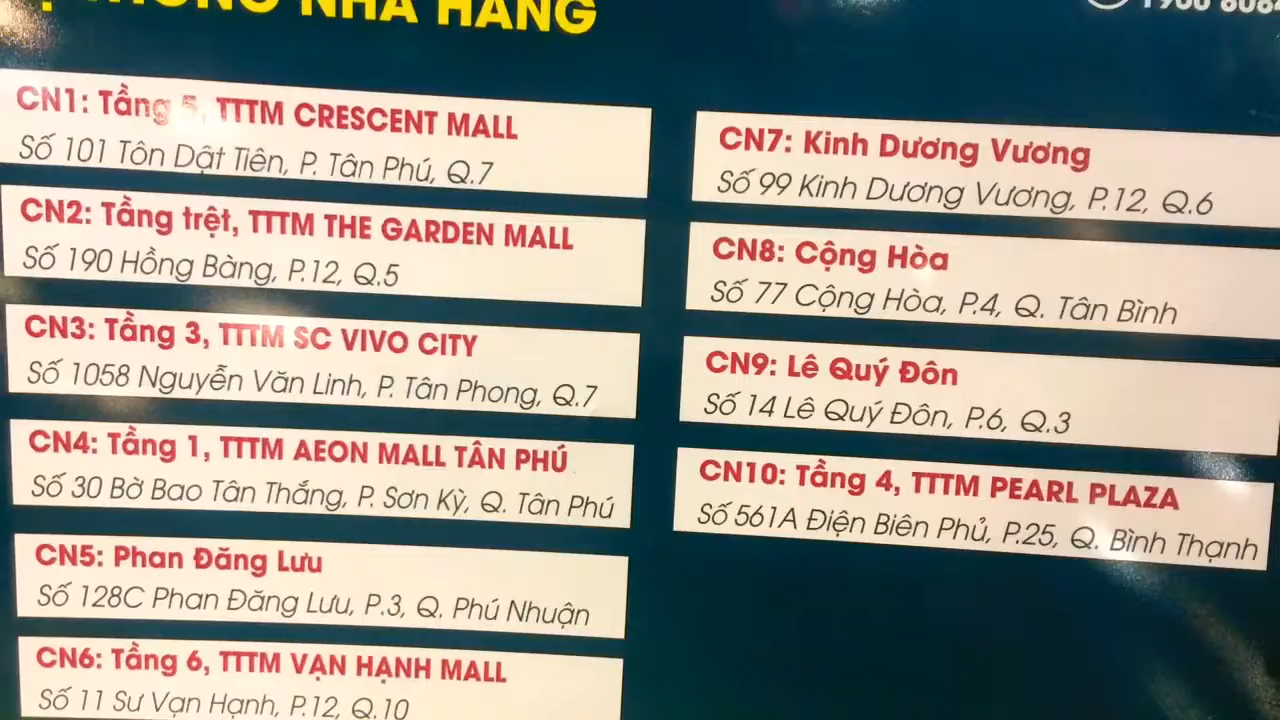 THỐNG NHÀ HÀNG
1900 6084
CN1: Tầng 5, TTTM CRESCENT MALL
Số 101 Tôn Dật Tiên, P. Tân Phú, Q.7
CN2: Tầng trệt, TTTM THE GARDEN MALL
Số 190 Hồng Bàng, P.12, Q.5
CN3: Tầng 3, TTTM SC VIVO CITY
Số 1058 Nguyễn Văn Linh, P. Tân Phong, Q.7
CN4: Tầng 1, TTTM AEON MALL TÂN PHÚ
Số 30 Bờ Bao Tân Thắng, P. Sơn Kỳ, Q. Tân Phú
CN5: Phan Đăng Lưu
Số 128C Phan Đăng Lưu, P.3, Q. Phú Nhuận
CN6: Tầng 6, TTTM VẠN HẠNH MALL
Số 11 Sư Vạn Hạnh, P.12, Q.10
CN7: Kinh Dương Vương
Số 99 Kinh Dương Vương, P.12, Q.6
CN8: Cộng Hòa
Số 77 Cộng Hòa, P.4, Q. Tân Bình
CN9: Lê Quý Đôn
Số 14 Lê Quý Đôn, P.6, Q.3
CN10: Tầng 4, TTTM PEARL PLAZA
Số 561A Điện Biên Phủ, P.25, Q. Bình Thạnh